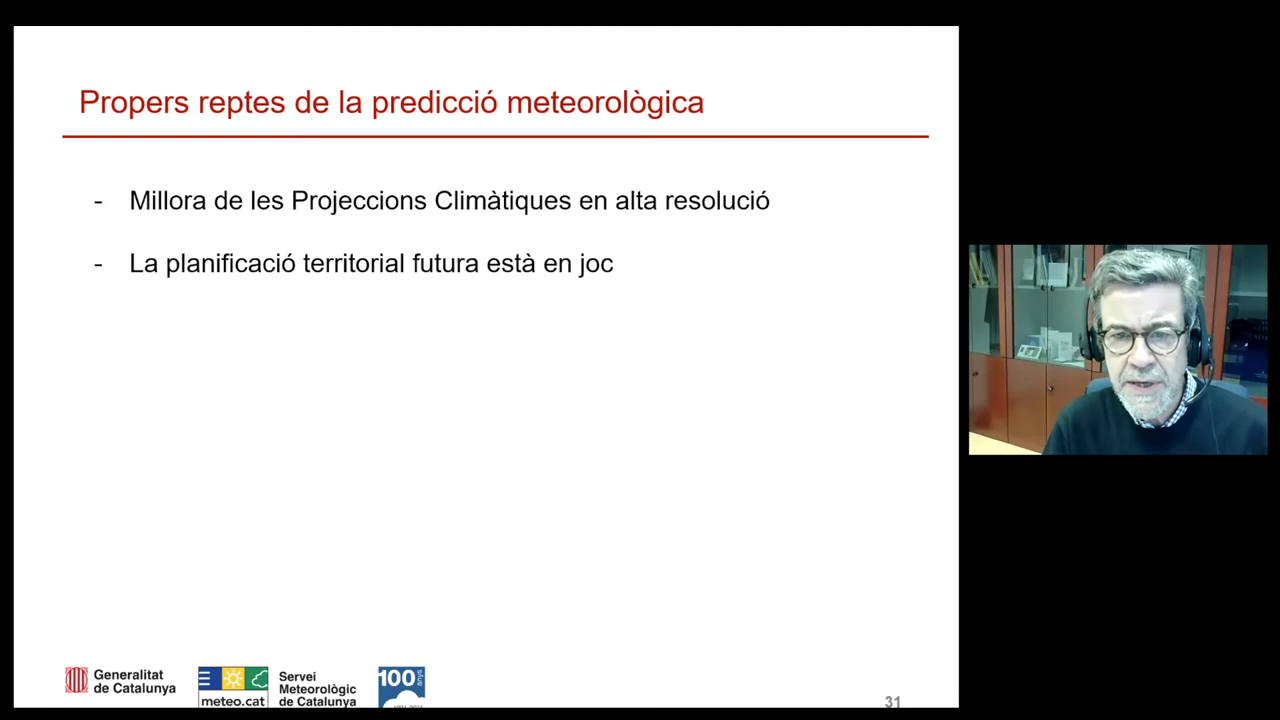 Propers reptes de la predicció meteorològica
- Millora de les Projeccions Climàtiques en alta resolució
- La planificació territorial futura està en joc
Generalitat
de Catalunya
meteo.cat
Servei
Meteorològic
de Catalunya
100
anys
31